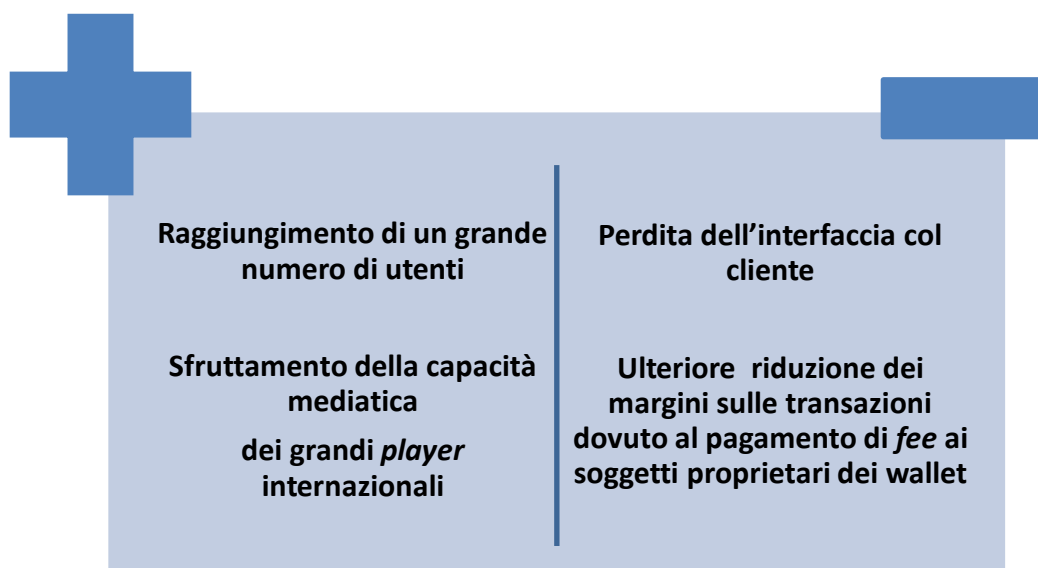 Raggiungimento di un grande
numero di utenti
Sfruttamento della capacità
mediatica
dei grandi player
internazionali
Perdita dell’interfaccia col
cliente
Ulteriore  riduzione dei
margini sulle transazioni
dovuto al pagamento di fee ai
soggetti proprietari dei wallet